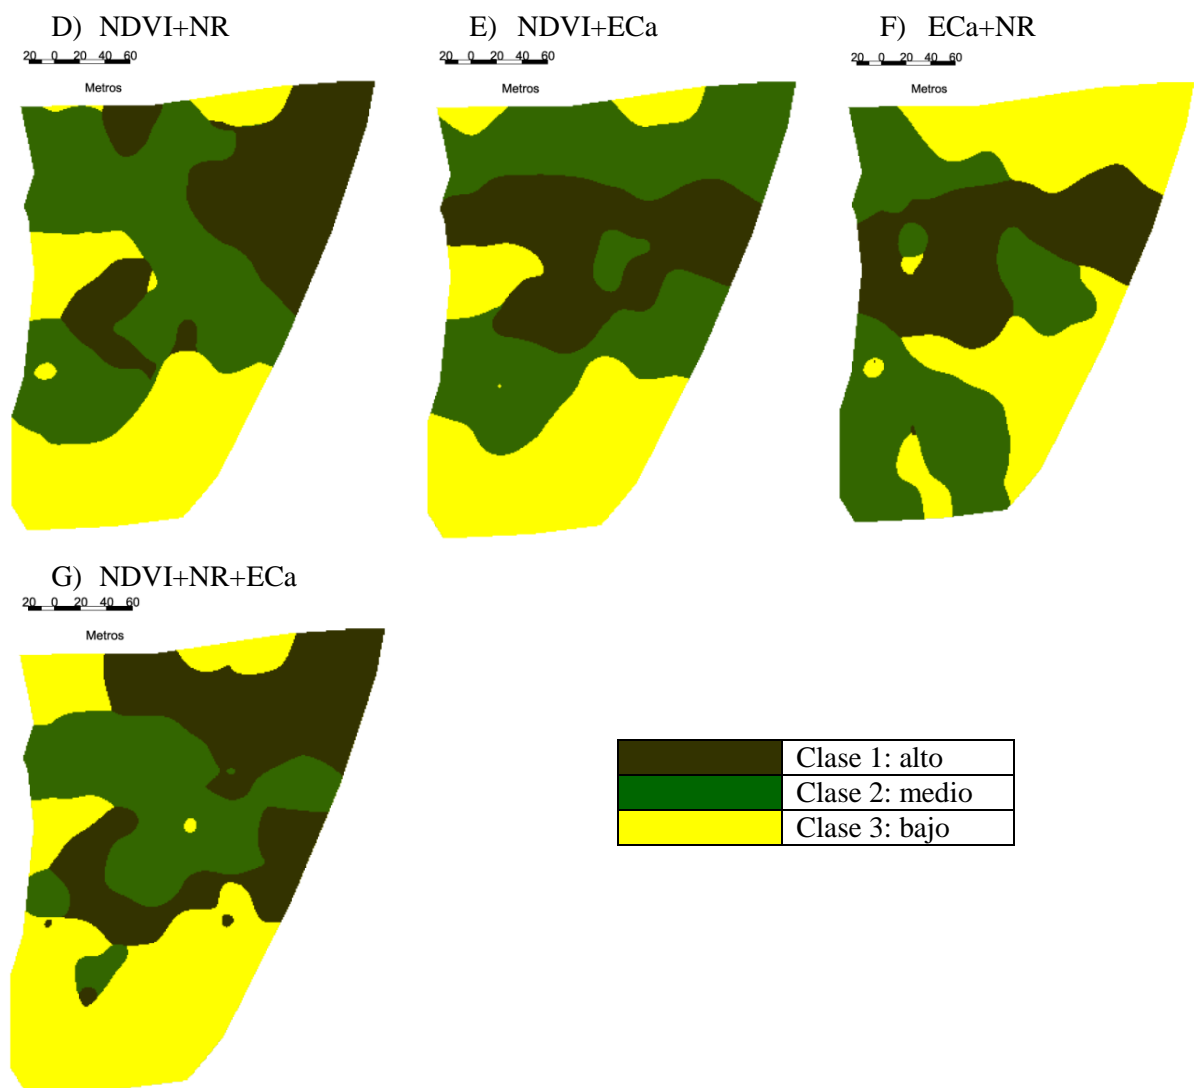 D) NDVI+NR
E) NDVI+ECa
F) ECa+NR
20 0 20 40 60
20 0 20 40 60
20 0 20 40 60
Metros
Metros
Metros
G) NDVI+NR+ECa
20 0 20 40 60
Metros
Clase 1: alto
Clase 2: medio
Clase 3: bajo